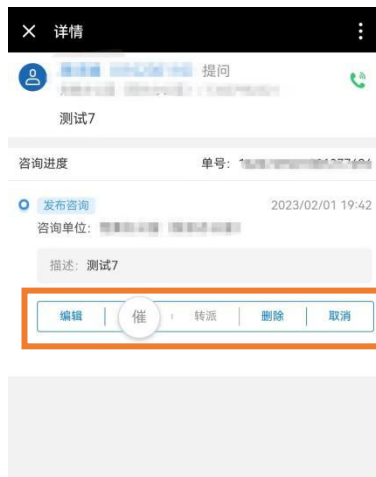 详情
提问
测试7
咨询进度 单号:
发布咨询 2023/02/01 19:42
咨询单位:
描述: 测试7
编辑 催 转派 删除 取消